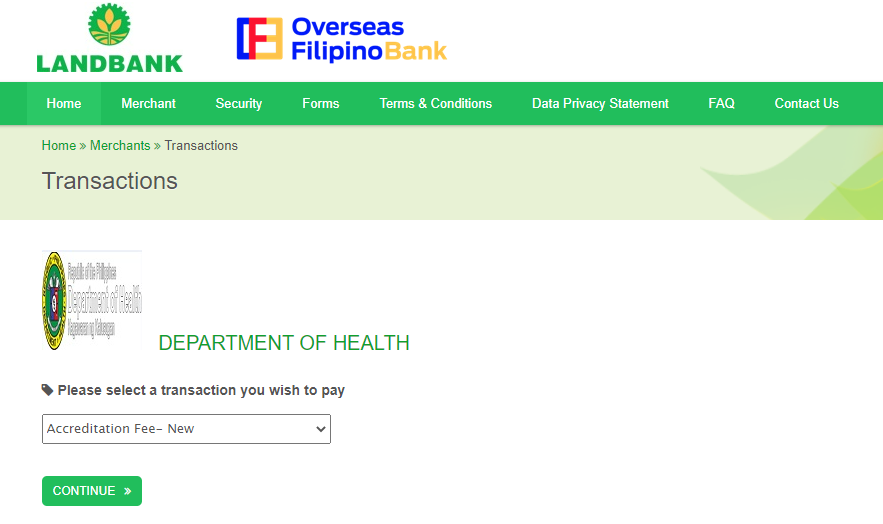 LANDBANK
Overseas
FilipinoBank
Home Merchant Security Forms Terms & Conditions Data Privacy Statement FAQ Contact Us
Home » Merchants » Transactions
Transactions
Republic of the Philippines
Department of Health
Kagawaran ng Kalusugan
DEPARTMENT OF HEALTH
Please select a transaction you wish to pay
Accreditation Fee- New
CONTINUE »